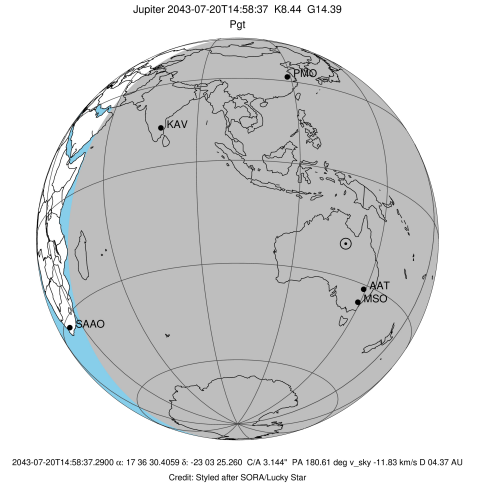 Jupiter 2043-07-20T14:58:37  K8.44  G14.39
Pgt
PMO
KAV
AAT
MSO
SAAO
2043-07-20T14:58:37.2900 α: 17 36 30.4059 δ: -23 03 25.260  C/A 3.144"  PA 180.61 deg v_sky -11.83 km/s D 04.37 AU
Credit: Styled after SORA/Lucky Star